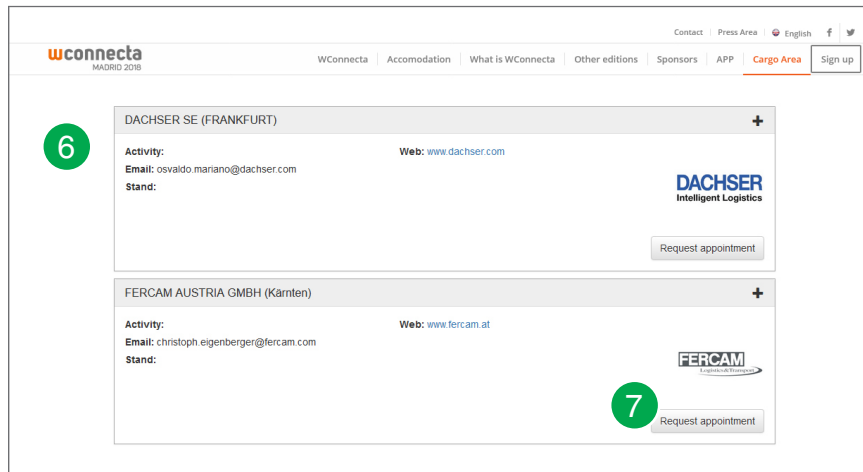 Contact Press Area English
wconnecta
MADRID 2018
WConnecta Accomodation What is WConnecta Other editions Sponsors APP Cargo Area Sign up
6
DACHSER SE (FRANKFURT)
Activity: Web: www.dachser.com
Email: osvaldo.mariano@dachser.com
Stand:
DACHSER
Intelligent Logistics
Request appointment
FERCAM AUSTRIA GMBH (Kärnten)
Activity: Web: www.fercam.at
Email: christoph.eigenberger@fercam.com
Stand:
FERCAM
Logistics&Transport
7
Request appointment